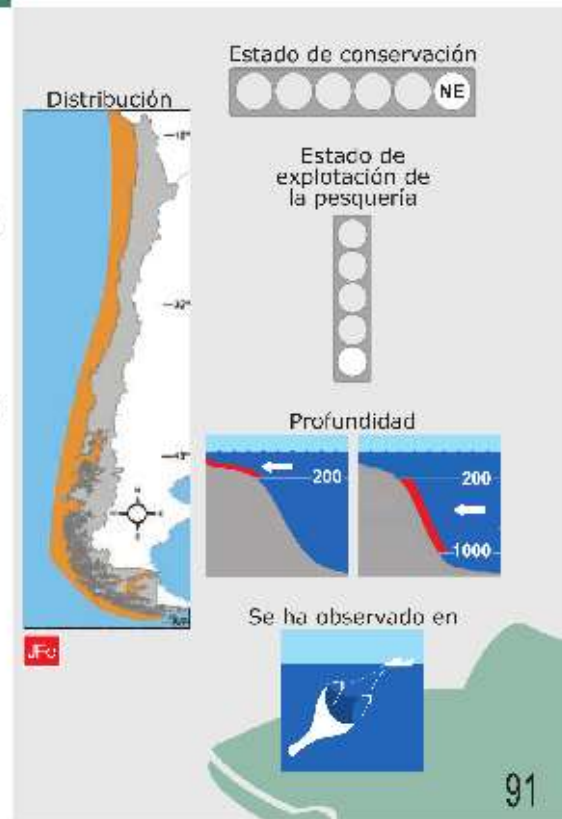 Estado de conservación
NE
Distribución
Estado de
explotación de
la pesquería
Profundidad
200
200
1000
Se ha observado en
91